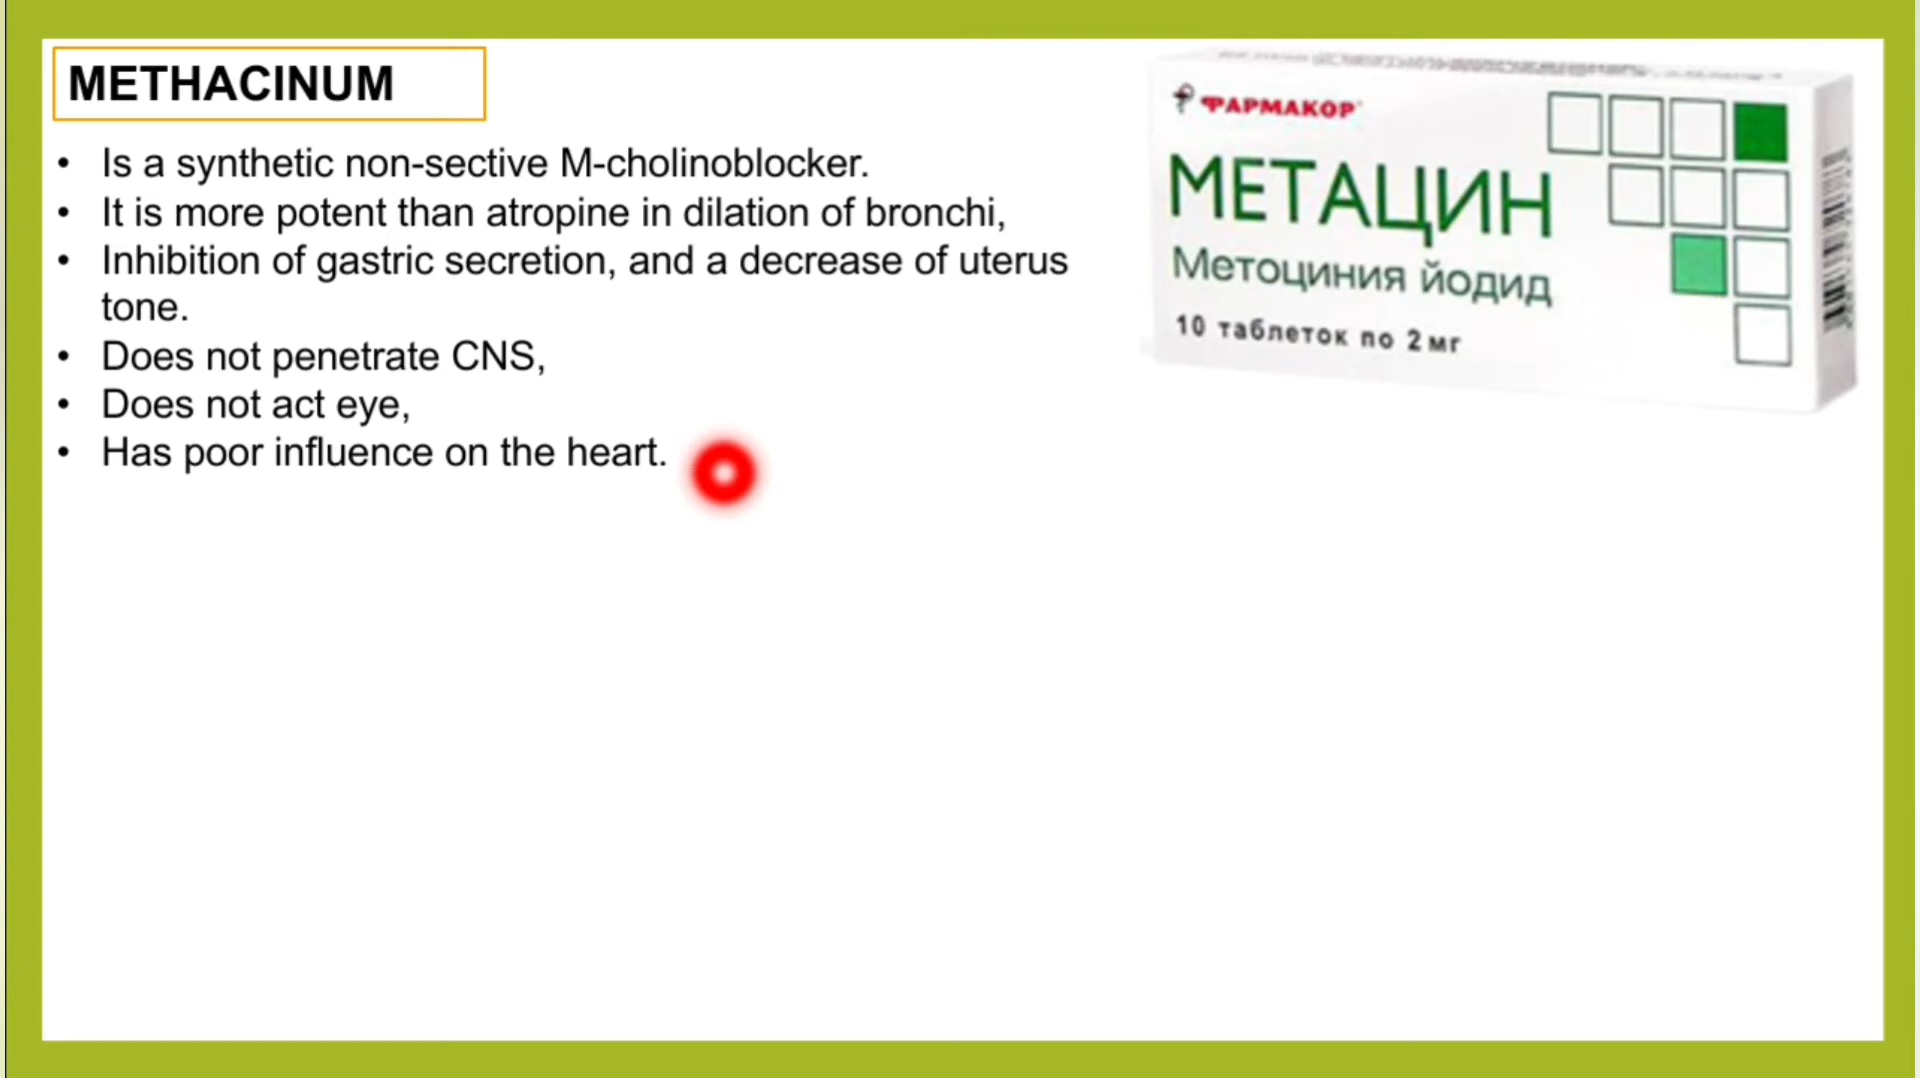 METHACINUM
• Is a synthetic non-sective M-cholinoblocker.
• It is more potent than atropine in dilation of bronchi,
• Inhibition of gastric secretion, and a decrease of uterus
tone.
• Does not penetrate CNS,
• Does not act eye,
• Has poor influence on the heart.
ФАРМАКОР
МЕТАЦИН
Метоциния йодид
10 таблеток по 2 мг